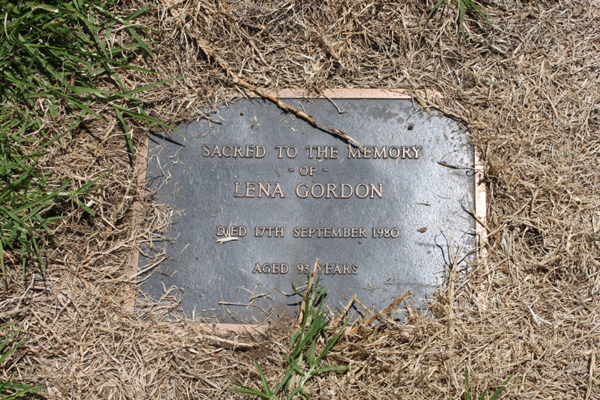 SACRED TO THE MEMORY
- OF -
LENA GORDON
DIED 17TH SEPTEMBER 1980
AGED 93 YEARS